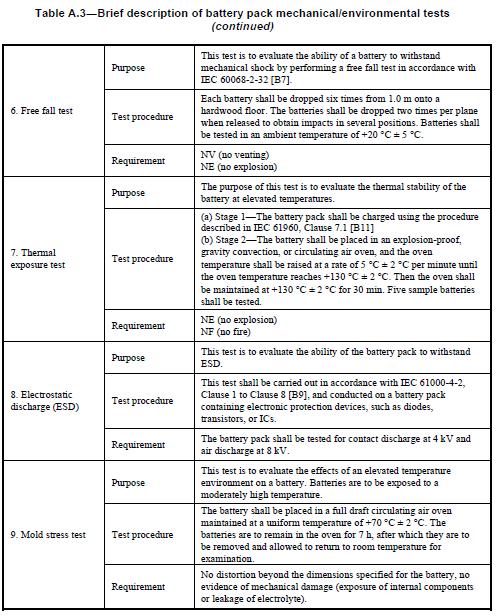 Table A.3—Brief description of battery pack mechanical/environmental tests
(continued)
6. Free fall test
Purpose
This test is to evaluate the ability of a battery to withstand
mechanical shock by performing a free fall test in accordance with
IEC 60068-2-32 [B7].
Test procedure
Each battery shall be dropped six times from 1.0 m onto a
hardwood floor. The batteries shall be dropped two times per plane
when released to obtain impacts in several positions. Batteries shall
be tested in an ambient temperature of +20 °C ± 5 °C.
Requirement
NV (no venting)
NE (no explosion)
7. Thermal
exposure test
Purpose
The purpose of this test is to evaluate the thermal stability of the
battery at elevated temperatures.
Test procedure
(a) Stage 1—The battery pack shall be charged using the procedure
described in IEC 61960, Clause 7.1 [B11]
(b) Stage 2—The battery shall be placed in an explosion-proof,
gravity convection, or circulating air oven, and the oven
temperature shall be raised at a rate of 5 °C ± 2 °C per minute until
the oven temperature reaches +130 °C ± 2 °C. Then the oven shall
be maintained at +130 °C ± 2 °C for 30 min. Five sample batteries
shall be tested.
Requirement
NE (no explosion)
NF (no fire)
8. Electrostatic
discharge (ESD)
Purpose
This test is to evaluate the ability of the battery pack to withstand
ESD.
Test procedure
This test shall be carried out in accordance with IEC 61000-4-2,
Clause 1 to Clause 8 [B9], and conducted on a battery pack
containing electronic protection devices, such as diodes,
transistors, or ICs.
Requirement
The battery pack shall be tested for contact discharge at 4 kV and
air discharge at 8 kV.
9. Mold stress test
Purpose
This test is to evaluate the effects of an elevated temperature
environment on a battery. Batteries are to be exposed to a
moderately high temperature.
Test procedure
The battery shall be placed in a full draft circulating air oven
maintained at a uniform temperature of +70 °C ± 2 °C. The
batteries are to remain in the oven for 7 h, after which they are to
be removed and allowed to return to room temperature for
examination.
Requirement
No distortion beyond the dimensions specified for the battery, no
evidence of mechanical damage (exposure of internal components
or leakage of electrolyte).